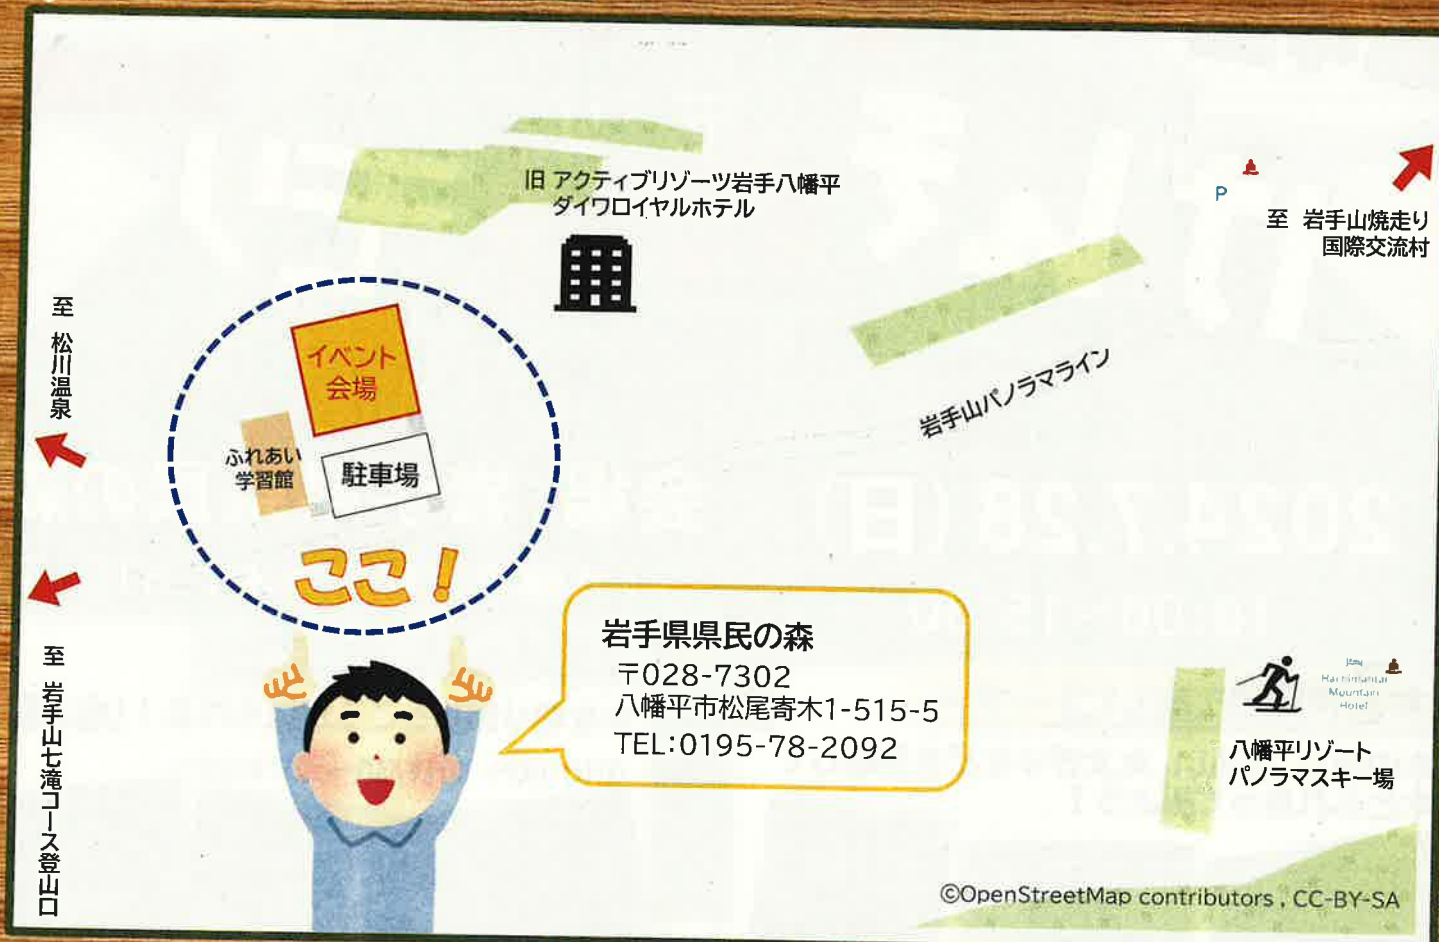 旧 アクティブリゾーツ岩手八幡平
ダイワロイヤルホテル
P
至 岩手山焼走り
国際交流村
至 松川温泉
イベント
会場
ふれあい
学習館
駐車場
ここ!
岩手山パノラマライン
至 岩手山七滝コース登山口
岩手県県民の森
〒028-7302
八幡平市松尾寄木1-515-5
TEL:0195-78-2092
Hachimantai
Mountain
Hotel
八幡平リゾート
パノラマスキー場
©OpenStreetMap contributors , CC-BY-SA